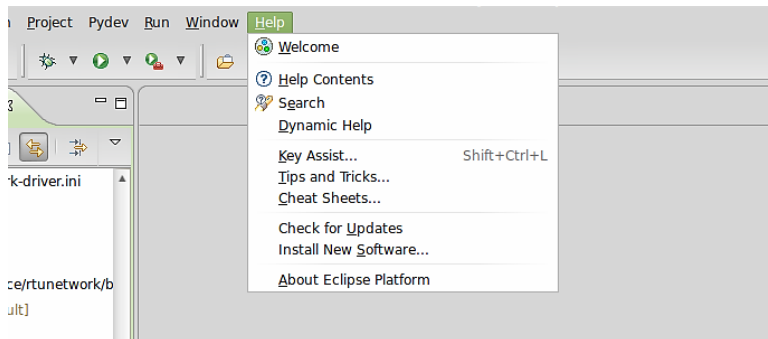 Project Pydev Run Window Help
Welcome
Help Contents
Search
Dynamic Help
Key Assist... Shift+Ctrl+L
rk-driver.ini
Tips and Tricks...
Cheat Sheets...
Check for Updates
Install New Software...
ce/rtunetwork/b
About Eclipse Platform
ult]